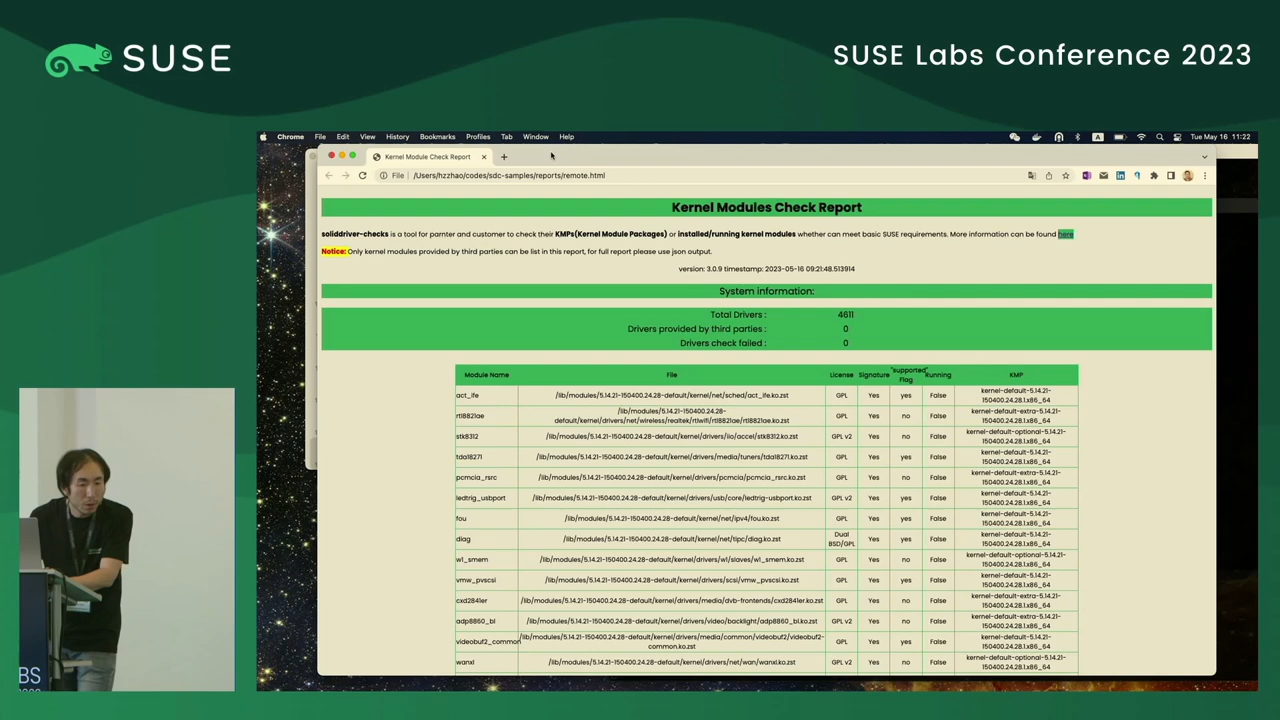 SUSE
SUSE Labs Conference 2023
Chrome File Edit View History Bookmarks Profiles Tab Window Help
A
Tue May 16 11:22
Kernel Module Check Report
File /Users/hzzhao/codes/sdc-samples/reports/remote.html
Kernel Modules Check Report
soliddriver-checks is a tool for parnter and customer to check their KMPs(Kernel Module Packages) or installed/running kernel modules whether can meet basic SUSE requirements. More information can be found here
Notice: Only kernel modules provided by third parties can be list in this report, for full report please use json output.
version: 3.0.9 timestamp: 2023-05-16 09:21:48.513914
System information:
Total Drivers : 4611
Drivers provided by third parties : 0
Drivers check failed : 0
Module Name File License Signature "supported" Flag Running KMP
act_ife /lib/modules/5.14.21-150400.24.28-default/kernel/net/sched/act_ife.ko.zst GPL Yes yes False kernel-default-5.14.21-
150400.24.28.1.x86_64
rtl8821ae /lib/modules/5.14.21-150400.24.28-
default/kernel/drivers/net/wireless/realtek/rtlwifi/rtl8821ae/rtl8821ae.ko.zst GPL Yes no False kernel-default-extra-5.14.21-
150400.24.28.1.x86_64
stk8312 /lib/modules/5.14.21-150400.24.28-default/kernel/drivers/iio/accel/stk8312.ko.zst GPL v2 Yes no False kernel-default-optional-5.14.21-
150400.24.28.1.x86_64
tda18271 /lib/modules/5.14.21-150400.24.28-default/kernel/drivers/media/tuners/tda18271.ko.zst GPL Yes yes False kernel-default-5.14.21-
150400.24.28.1.x86_64
pcmcia_rsrc /lib/modules/5.14.21-150400.24.28-default/kernel/drivers/pcmcia/pcmcia_rsrc.ko.zst GPL Yes no False kernel-default-extra-5.14.21-
150400.24.28.1.x86_64
ledtrig_usbport /lib/modules/5.14.21-150400.24.28-default/kernel/drivers/usb/core/ledtrig-usbport.ko.zst GPL v2 Yes yes False kernel-default-5.14.21-
150400.24.28.1.x86_64
fou /lib/modules/5.14.21-150400.24.28-default/kernel/net/ipv4/fou.ko.zst GPL Yes yes False kernel-default-5.14.21-
150400.24.28.1.x86_64
diag /lib/modules/5.14.21-150400.24.28-default/kernel/net/tipc/diag.ko.zst Dual
BSD/GPL Yes yes False kernel-default-5.14.21-
150400.24.28.1.x86_64
w1_smem /lib/modules/5.14.21-150400.24.28-default/kernel/drivers/w1/slaves/w1_smem.ko.zst GPL Yes no False kernel-default-optional-5.14.21-
150400.24.28.1.x86_64
vmw_pvscsi /lib/modules/5.14.21-150400.24.28-default/kernel/drivers/scsi/vmw_pvscsi.ko.zst GPL Yes yes False kernel-default-5.14.21-
150400.24.28.1.x86_64
cxd2841er /lib/modules/5.14.21-150400.24.28-default/kernel/drivers/media/dvb-frontends/cxd2841er.ko.zst GPL Yes no False kernel-default-extra-5.14.21-
150400.24.28.1.x86_64
adp8860_bl /lib/modules/5.14.21-150400.24.28-default/kernel/drivers/video/backlight/adp8860_bl.ko.zst GPL v2 Yes no False kernel-default-extra-5.14.21-
150400.24.28.1.x86_64
videobuf2_common /lib/modules/5.14.21-150400.24.28-default/kernel/drivers/media/common/videobuf2/videobuf2-
common.ko.zst GPL Yes yes False kernel-default-5.14.21-
150400.24.28.1.x86_64
wanxl /lib/modules/5.14.21-150400.24.28-default/kernel/drivers/net/wan/wanxl.ko.zst GPL v2 Yes no False kernel-default-optional-5.14.21-
150400.24.28.1.x86_64
BS